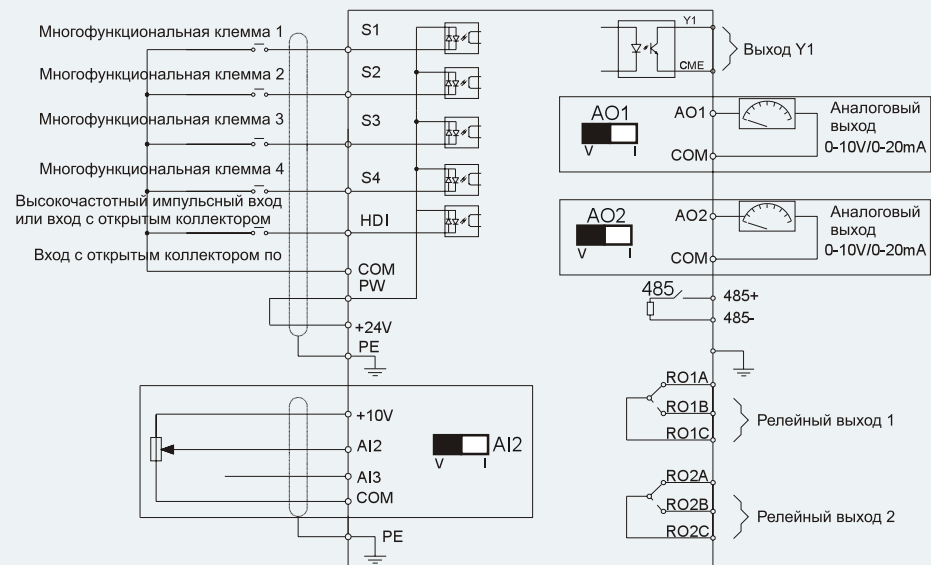 Многофункциональная клемма 1
S1
Многофункциональная клемма 2
S2
Многофункциональная клемма 3
S3
Многофункциональная клемма 4
S4
Высокочастотный импульсный вход
или вход с открытым коллектором
HDI
Вход с открытым коллектором по
COM
PW
+24V
PE
+10V
AI2
AI3
COM
V I
AI2
PE
Y1
CME
Выход Y1
AO1
V I
AO1
COM
Аналоговый
выход
0-10V/0-20mA
AO2
V I
AO2
COM
Аналоговый
выход
0-10V/0-20mA
485
485+
485-
RO1A
RO1B
RO1C
Релейный выход 1
RO2A
RO2B
RO2C
Релейный выход 2